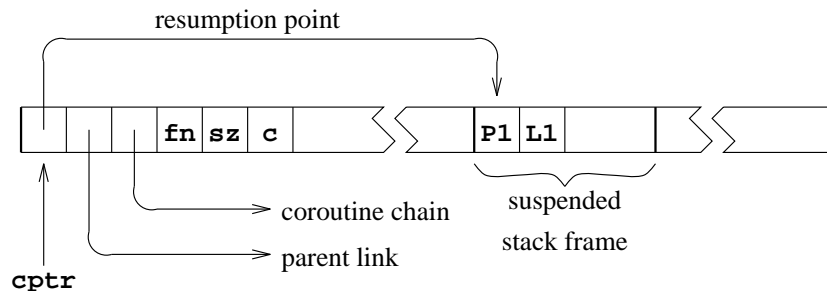 resumption point
fn sz c P1 L1
coroutine chain
suspended
stack frame
parent link
cptr